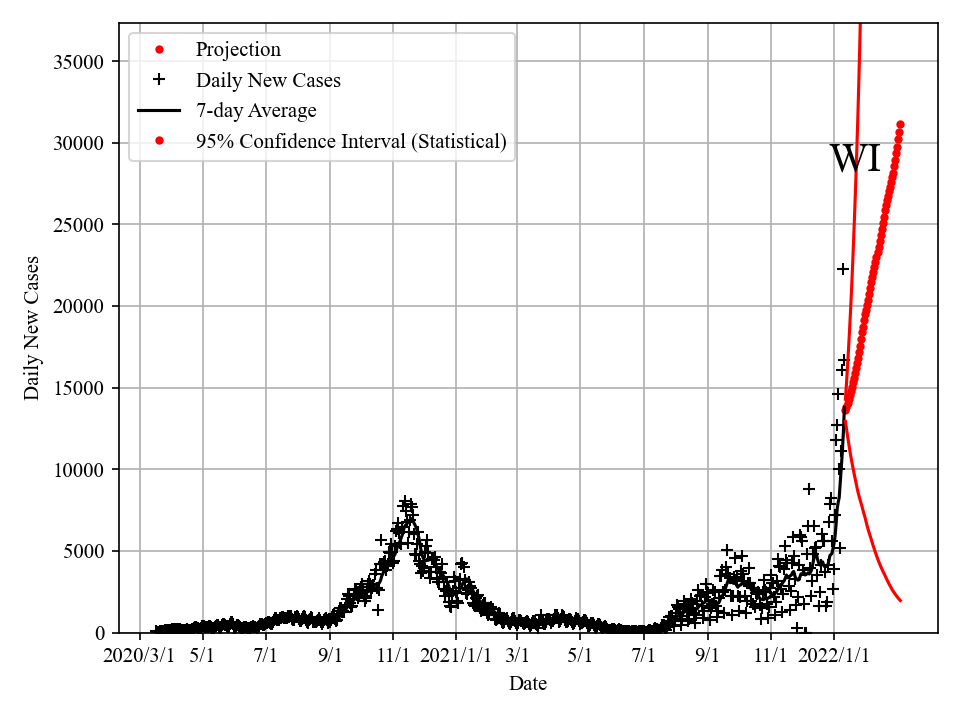 Projection
Daily New Cases
7-day Average
95% Confidence Interval (Statistical)
WI
Daily New Cases
35000
30000
25000
20000
15000
10000
5000
0
2020/3/1 5/1 7/1 9/1 11/1 2021/1/1 3/1 5/1 7/1 9/1 11/1 2022/1/1
Date